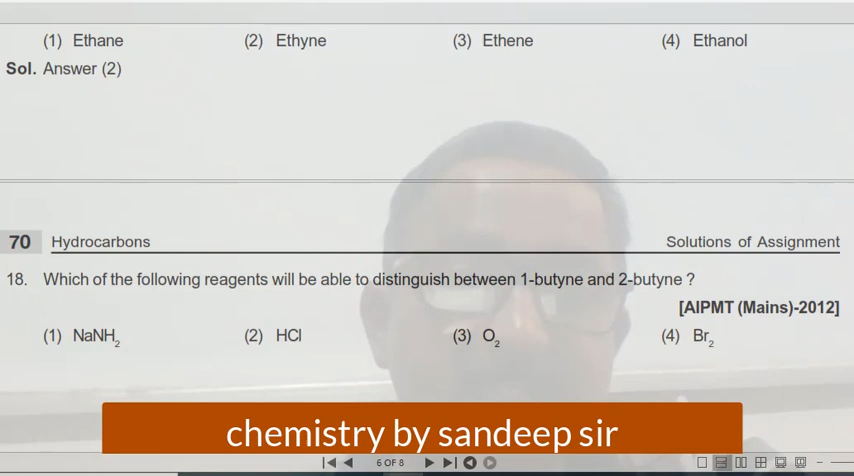 (1) Ethane (2) Ethyne (3) Ethene (4) Ethanol
Sol. Answer (2)
70 Hydrocarbons Solutions of Assignment
18. Which of the following reagents will be able to distinguish between 1-butyne and 2-butyne ?
[AIPMT (Mains)-2012]
(1) NaNH₂ (2) HCl (3) O₂ (4) Br₂
chemistry by sandeep sir
6 OF 8